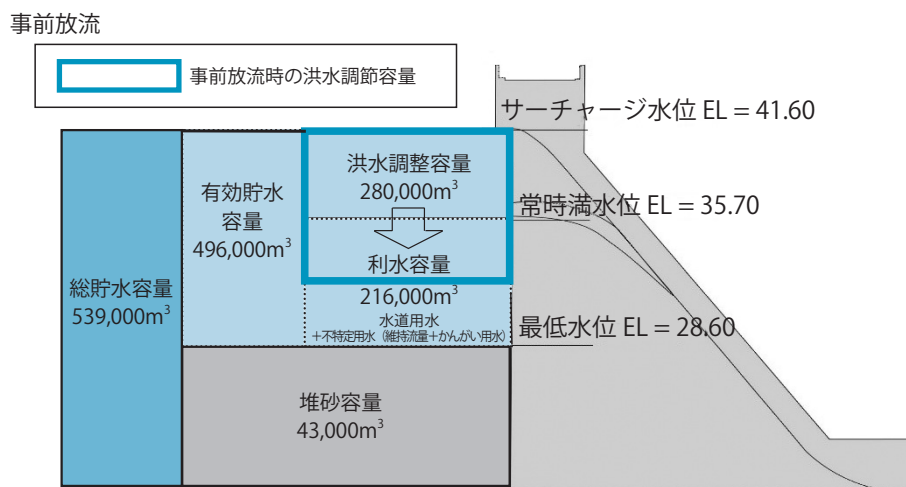 事前放流
事前放流時の洪水調節容量
サーチャージ水位 EL = 41.60
洪水調整容量
280,000m³
有効貯水
容量
496,000m³
常時満水位 EL = 35.70
利水容量
216,000m³
総貯水容量
539,000m³
水道用水
+不特定用水（維持流量+かんがい用水）
最低水位 EL = 28.60
堆砂容量
43,000m³